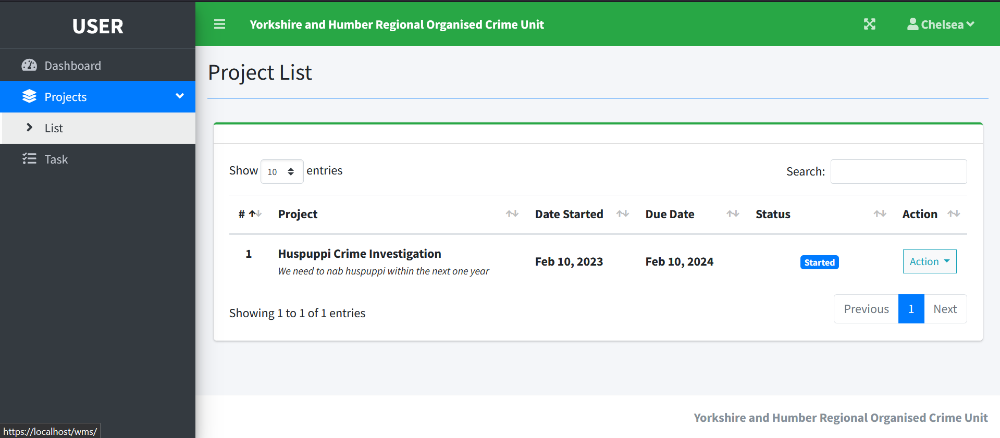 USER
Yorkshire and Humber Regional Organised Crime Unit
Chelsea
Dashboard
Projects
List
Task
Project List
Show 10 entries
Search:
# Project Date Started Due Date Status Action
1 Huspuppi Crime Investigation Feb 10, 2023 Feb 10, 2024 Started Action
We need to nab huspuppi within the next one year
Showing 1 to 1 of 1 entries
Previous 1 Next
Yorkshire and Humber Regional Organised Crime Unit
https://localhost/wms/